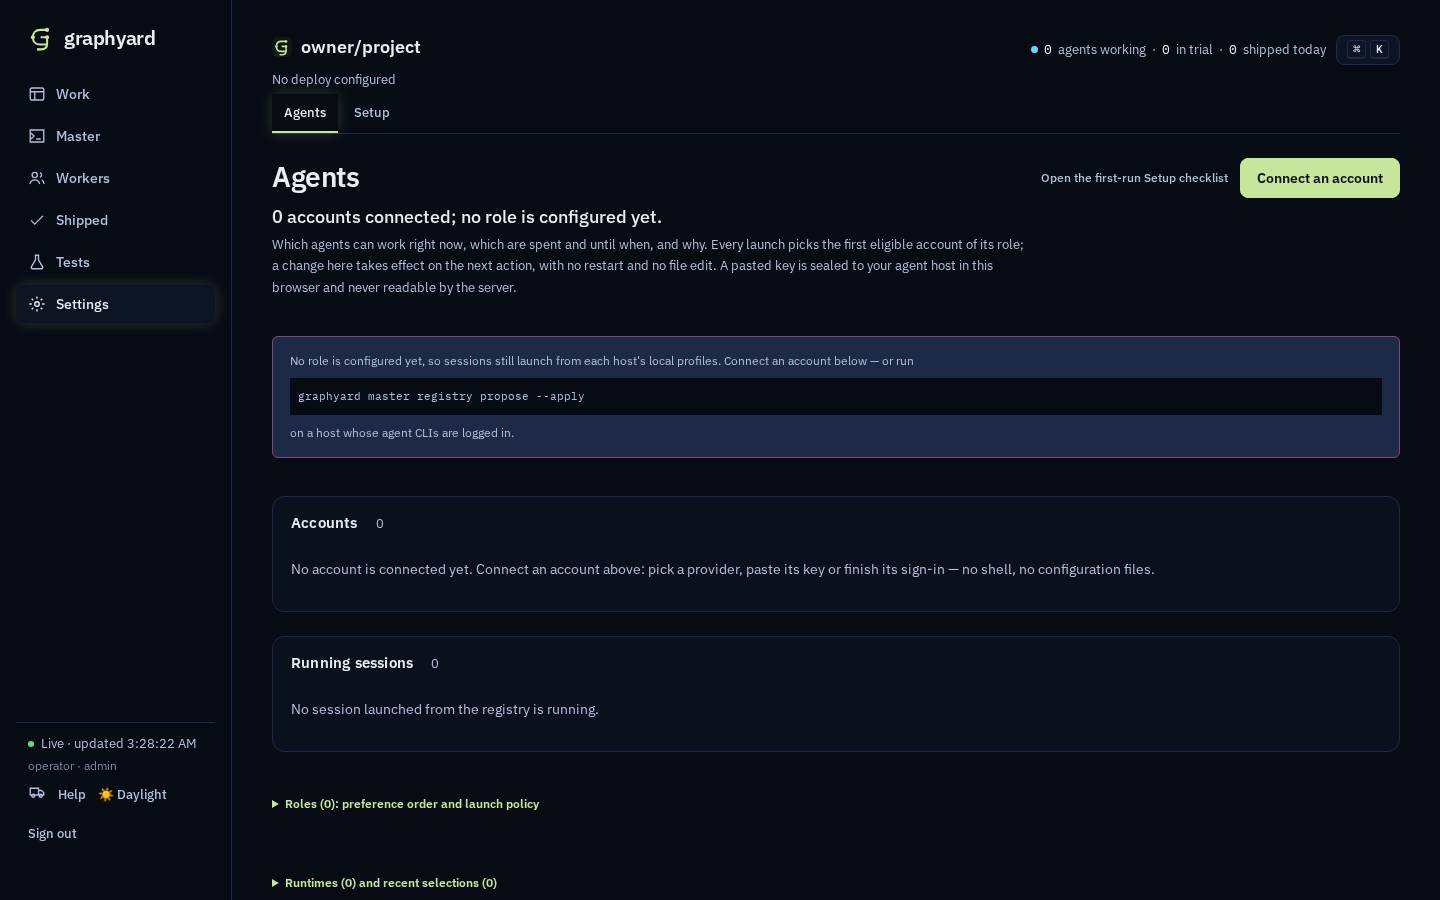 graphyard
Work
Master
Workers
Shipped
Tests
Settings
Live · updated 3:28:22 AM
operator · admin
Help
Daylight
Sign out
owner/project
0 agents working · 0 in trial · 0 shipped today
⌘ K
No deploy configured
Agents
Setup
Agents
Open the first-run Setup checklist
Connect an account
0 accounts connected; no role is configured yet.
Which agents can work right now, which are spent and until when, and why. Every launch picks the first eligible account of its role;
a change here takes effect on the next action, with no restart and no file edit. A pasted key is sealed to your agent host in this
browser and never readable by the server.
No role is configured yet, so sessions still launch from each host's local profiles. Connect an account below — or run
graphyard master registry propose --apply
on a host whose agent CLIs are logged in.
Accounts 0
No account is connected yet. Connect an account above: pick a provider, paste its key or finish its sign-in — no shell, no configuration files.
Running sessions 0
No session launched from the registry is running.
Roles (0): preference order and launch policy
Runtimes (0) and recent selections (0)